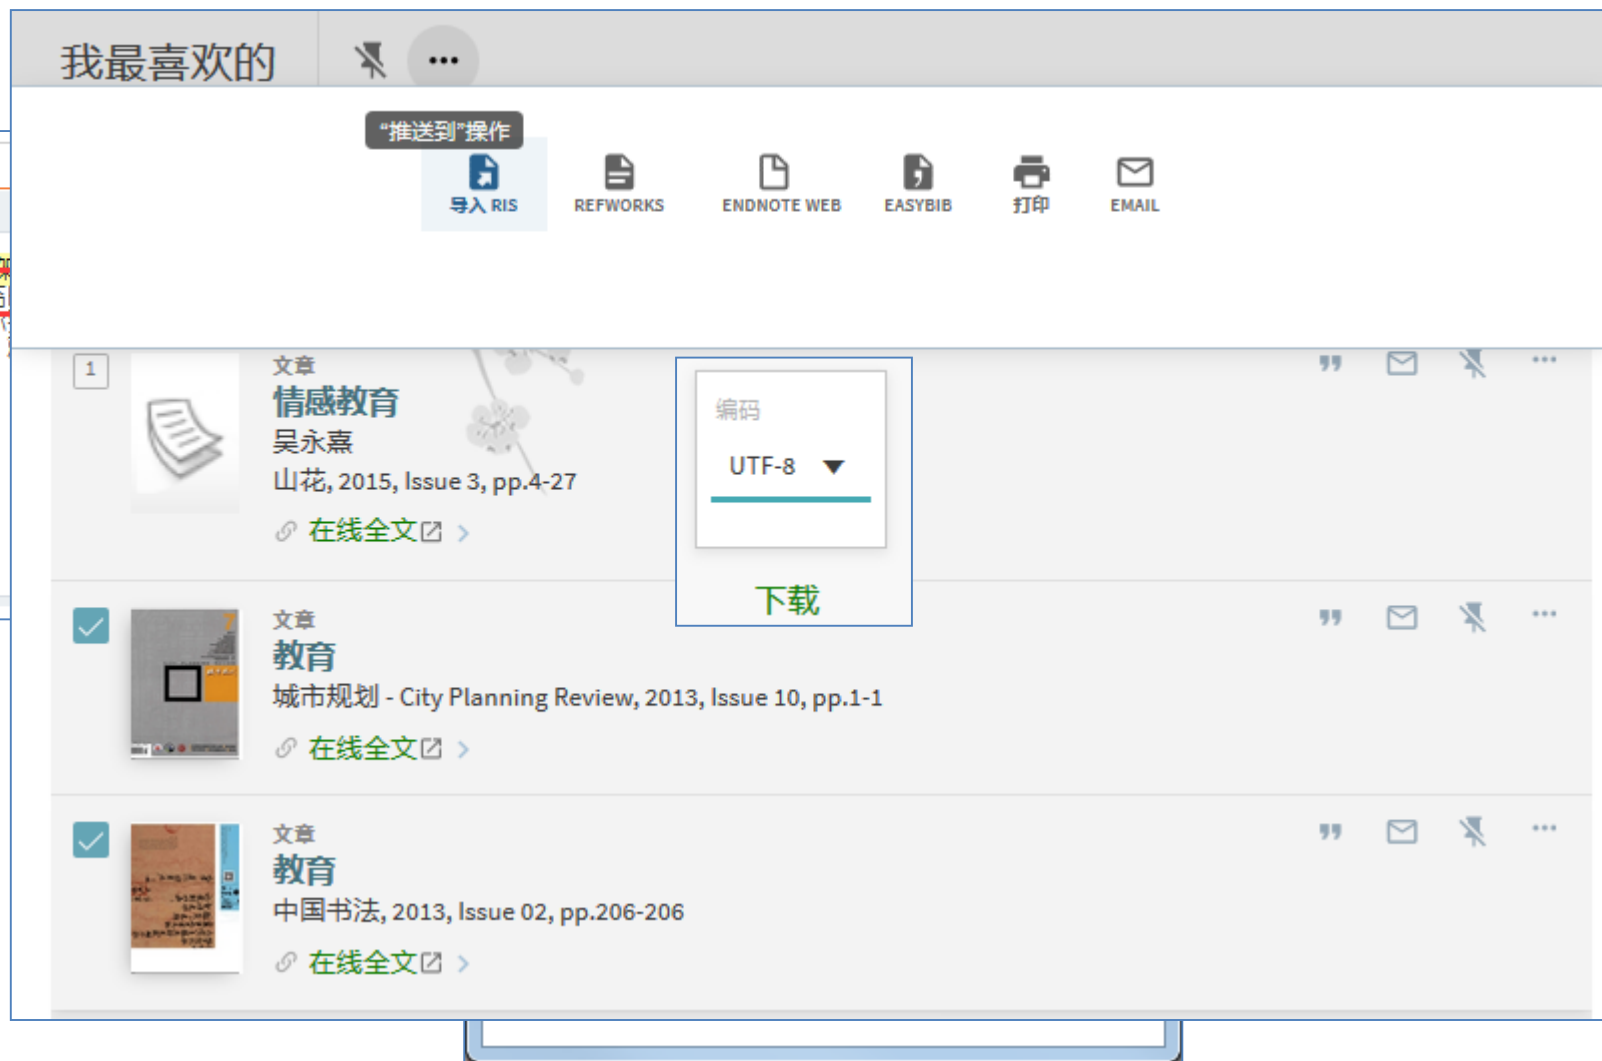 我最喜欢的
“推送到”操作
导入 RIS
REFWORKS
ENDNOTE WEB
EASYBIB
打印
EMAIL
1
文章
情感教育
吴永熹
山花, 2015, Issue 3, pp.4-27
在线全文
编码
UTF-8
下载
文章
教育
城市规划 - City Planning Review, 2013, Issue 10, pp.1-1
在线全文
文章
教育
中国书法, 2013, Issue 02, pp.206-206
在线全文